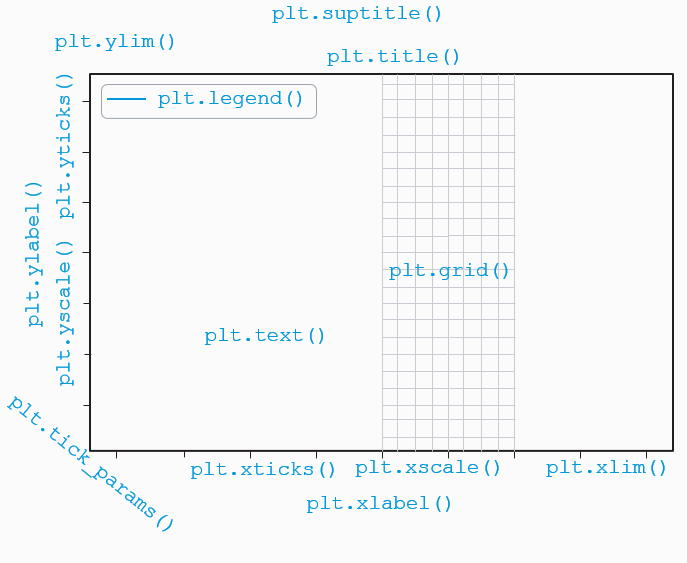 plt.suptitle()
plt.ylim()
plt.title()
plt.legend()
plt.yticks()
plt.ylabel()
plt.yscale()
plt.grid()
plt.text()
plt.tick_params()
plt.xticks()
plt.xscale()
plt.xlim()
plt.xlabel()